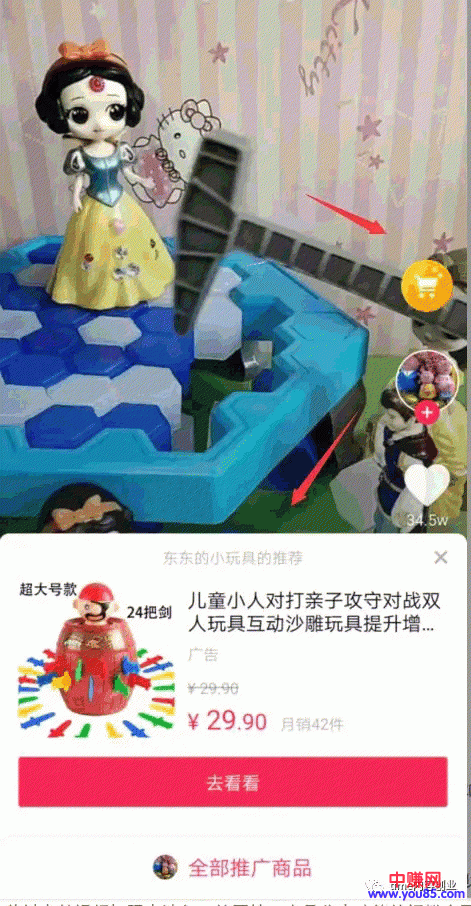 Kitty
34.5w
东东的小玩具的推荐
超大号款
24把剑
儿童小人对打亲子攻守对战双
人玩具互动沙雕玩具提升增...
广告
¥ 29.90
¥ 29.90 月销42件
去看看
全部推广商品
中赚网
www.you85.com